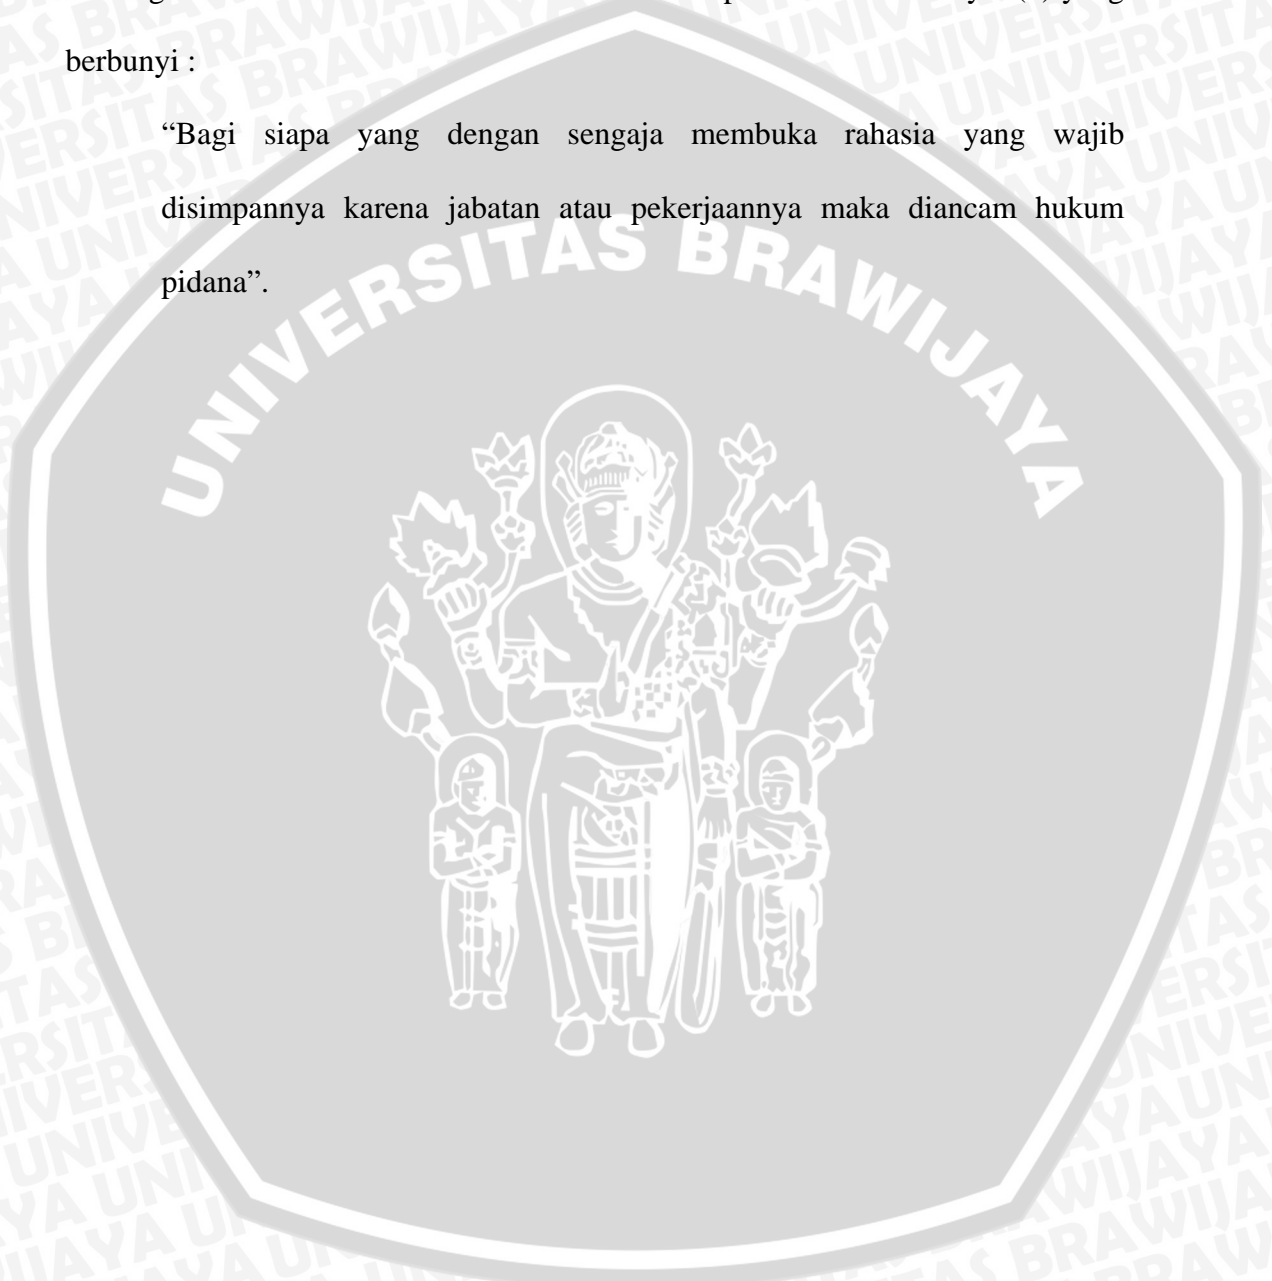 berbunyi :
“Bagi siapa yang dengan sengaja membuka rahasia yang wajib
disimpannya karena jabatan atau pekerjaannya maka diancam hukum
pidana”.
UNIVERSITAS BRAWIJAYA